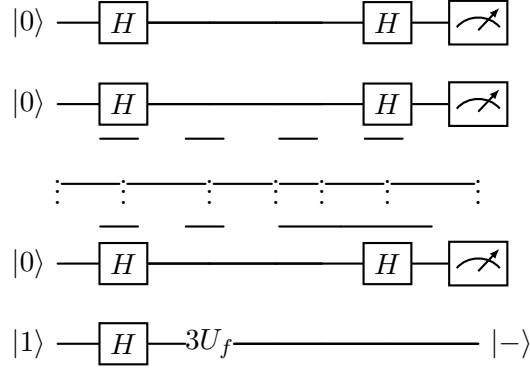 |0⟩ H H
|0⟩ H H
⋮ ⋮ ⋮ ⋮ ⋮ ⋮ ⋮
|0⟩ H H
|1⟩ H 3U_f |−⟩